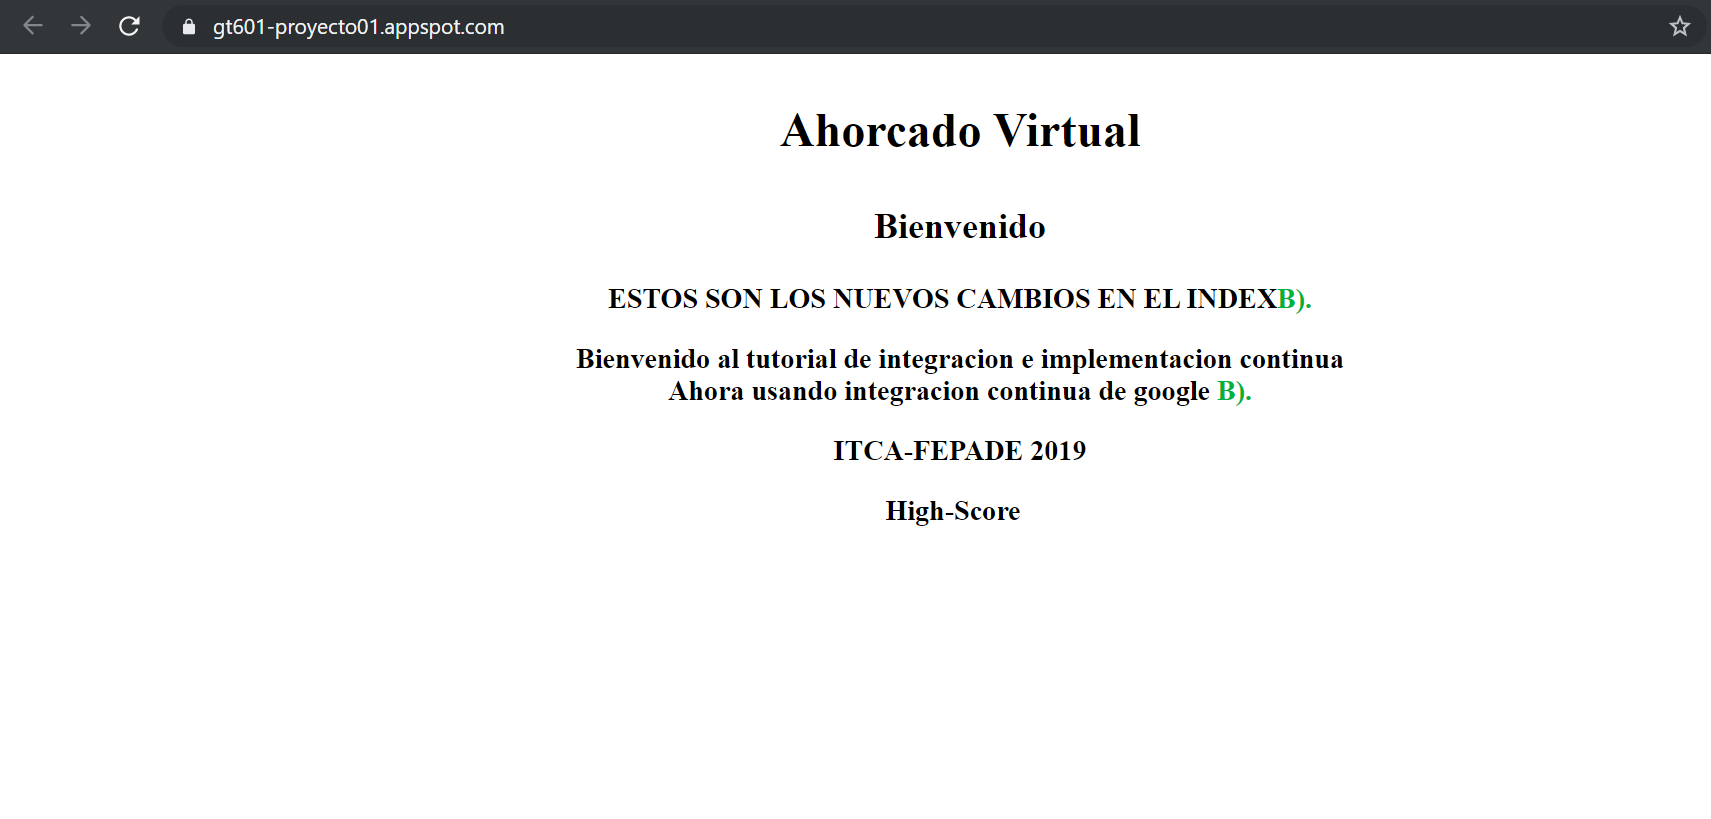 gt601-proyecto01.appspot.com
Ahorcado Virtual
Bienvenido
ESTOS SON LOS NUEVOS CAMBIOS EN EL INDEXB).
Bienvenido al tutorial de integracion e implementacion continua
Ahora usando integracion continua de google B).
ITCA-FEPADE 2019
High-Score